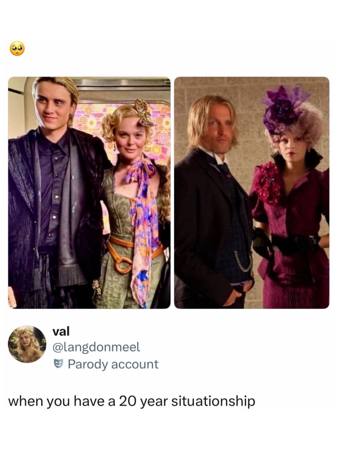 🥺
val
@langdonmeel
Parody account
when you have a 20 year situationship